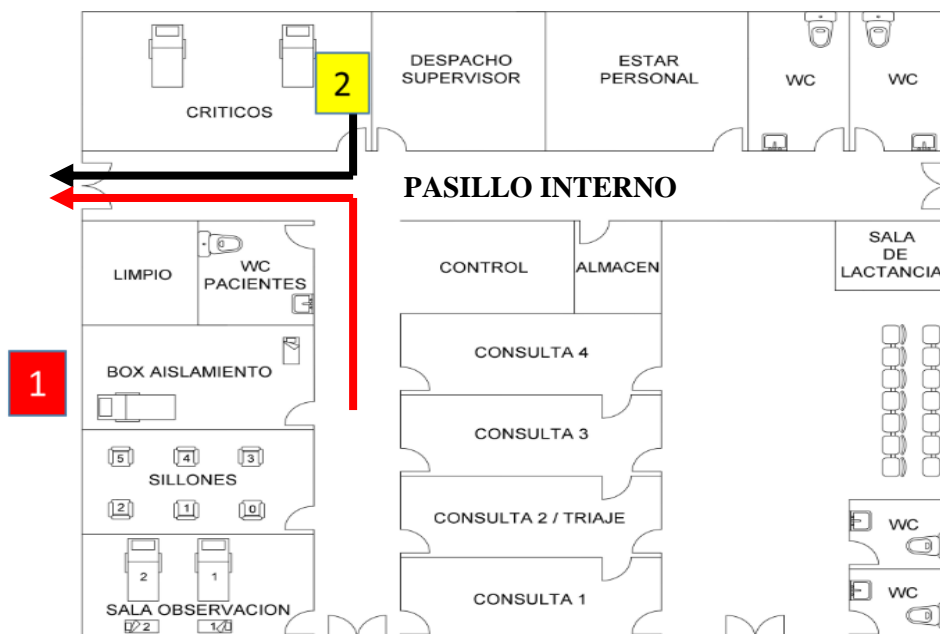 2
DESPACHO
SUPERVISOR
ESTAR
PERSONAL
WC
WC
CRITICOS
PASILLO INTERNO
LIMPIO
WC
PACIENTES
CONTROL
ALMACEN
SALA
DE
LACTANCIA
1
BOX AISLAMIENTO
CONSULTA 4
5 4 3
SILLONES
2 1 0
CONSULTA 3
CONSULTA 2 / TRIAJE
WC
2 1
SALA OBSERVACION
2 1
CONSULTA 1
WC